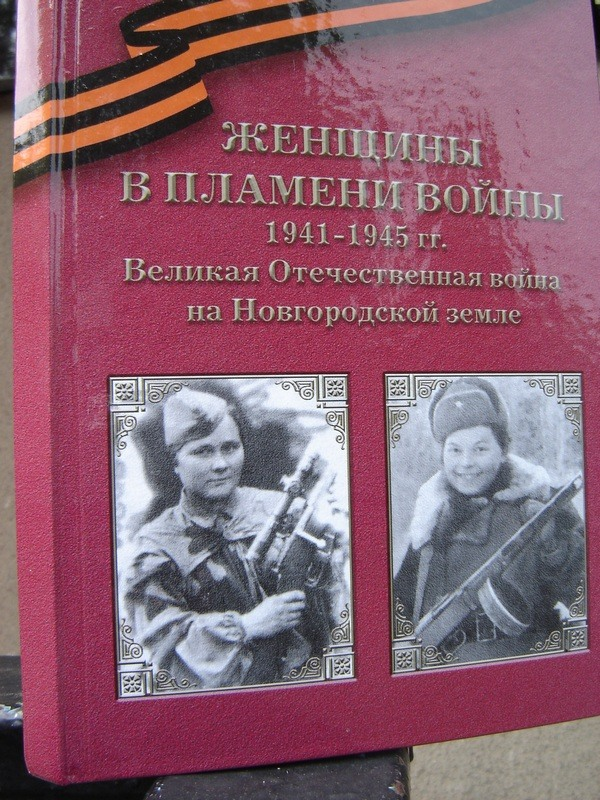 ЖЕНЩИНЫ
В ПЛАМЕНИ ВОЙНЫ
1941-1945 гг.
Великая Отечественная война
на Новгородской земле